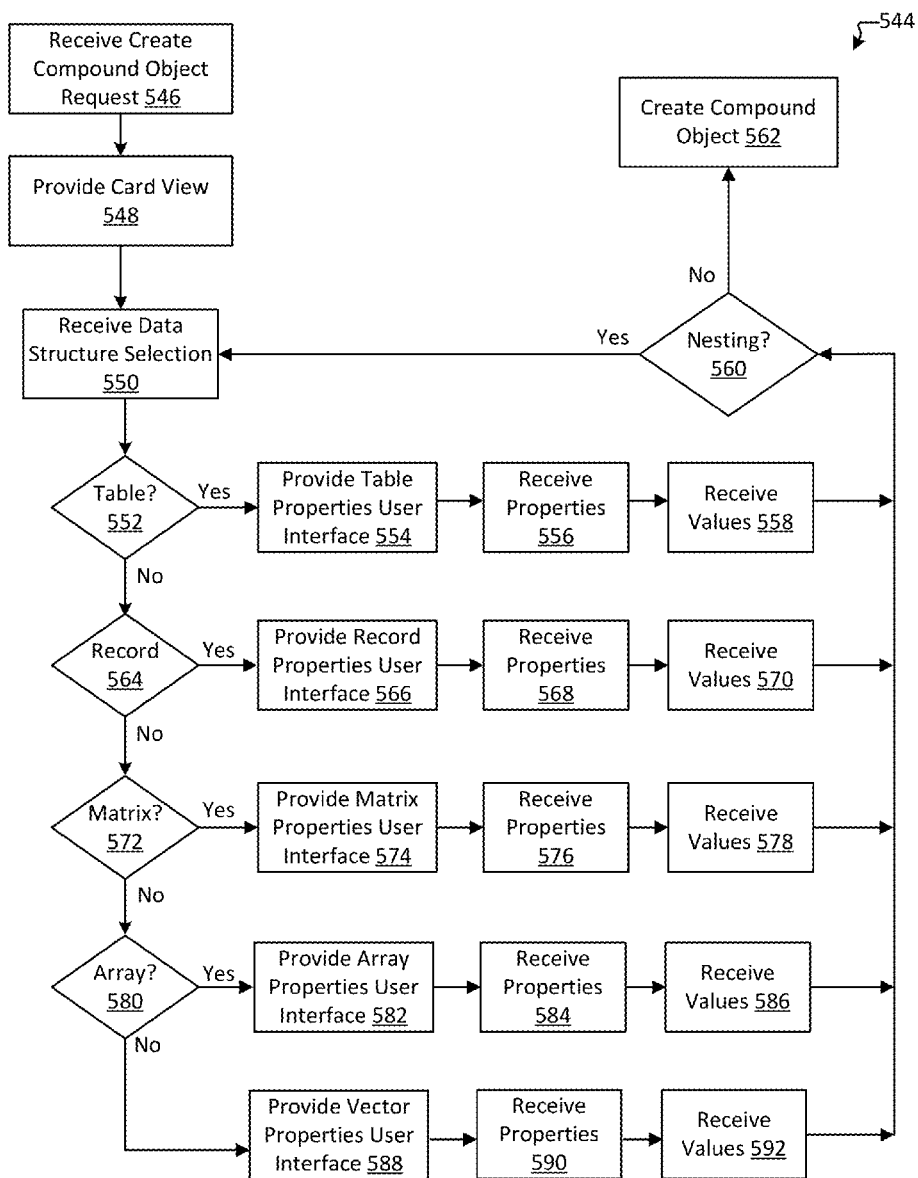 544
Receive Create
Compound Object
Request 546
Create Compound
Object 562
Provide Card View
548
No
Receive Data
Structure Selection
550
Yes
Nesting?
560
Table?
552
Yes
Provide Table
Properties User
Interface 554
Receive
Properties
556
Receive
Values 558
No
Record
564
Yes
Provide Record
Properties User
Interface 566
Receive
Properties
568
Receive
Values 570
No
Matrix?
572
Yes
Provide Matrix
Properties User
Interface 574
Receive
Properties
576
Receive
Values 578
No
Array?
580
Yes
Provide Array
Properties User
Interface 582
Receive
Properties
584
Receive
Values 586
No
Provide Vector
Properties User
Interface 588
Receive
Properties
590
Receive
Values 592